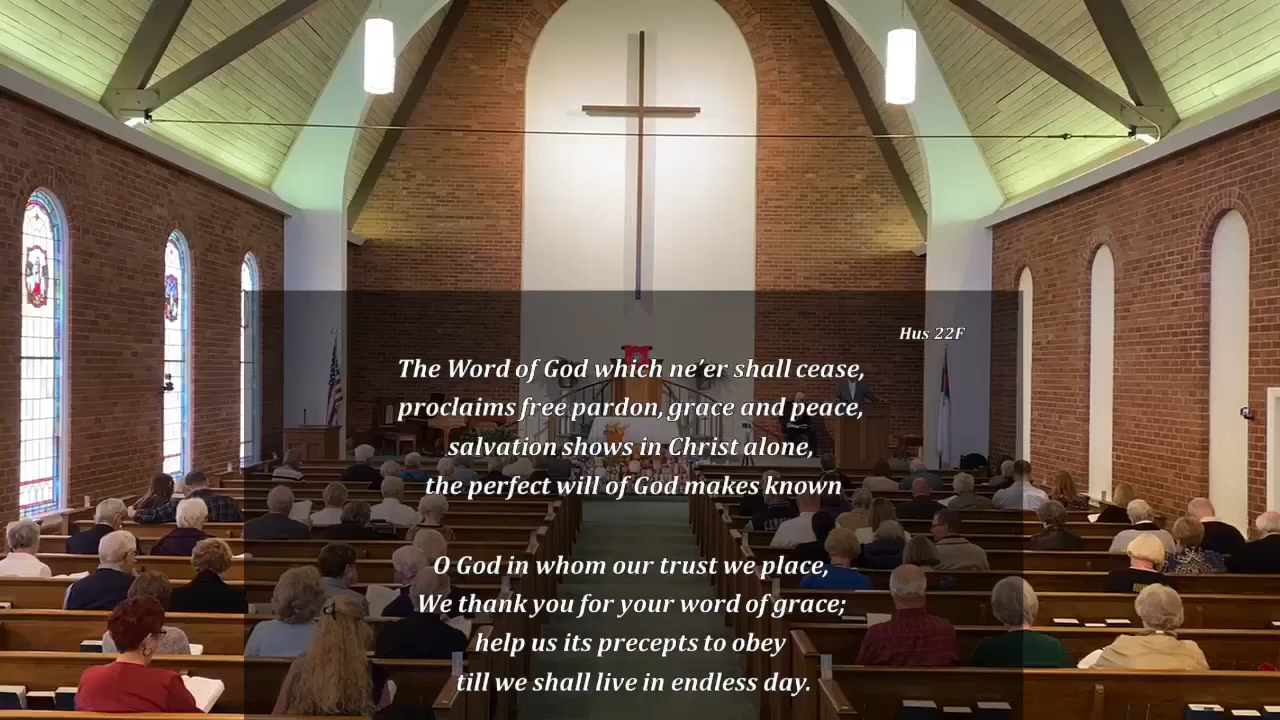 Hus 22F
The Word of God which ne’er shall cease,
proclaims free pardon, grace and peace,
salvation shows in Christ alone,
the perfect will of God makes known
O God in whom our trust we place,
We thank you for your word of grace;
help us its precepts to obey
till we shall live in endless day.